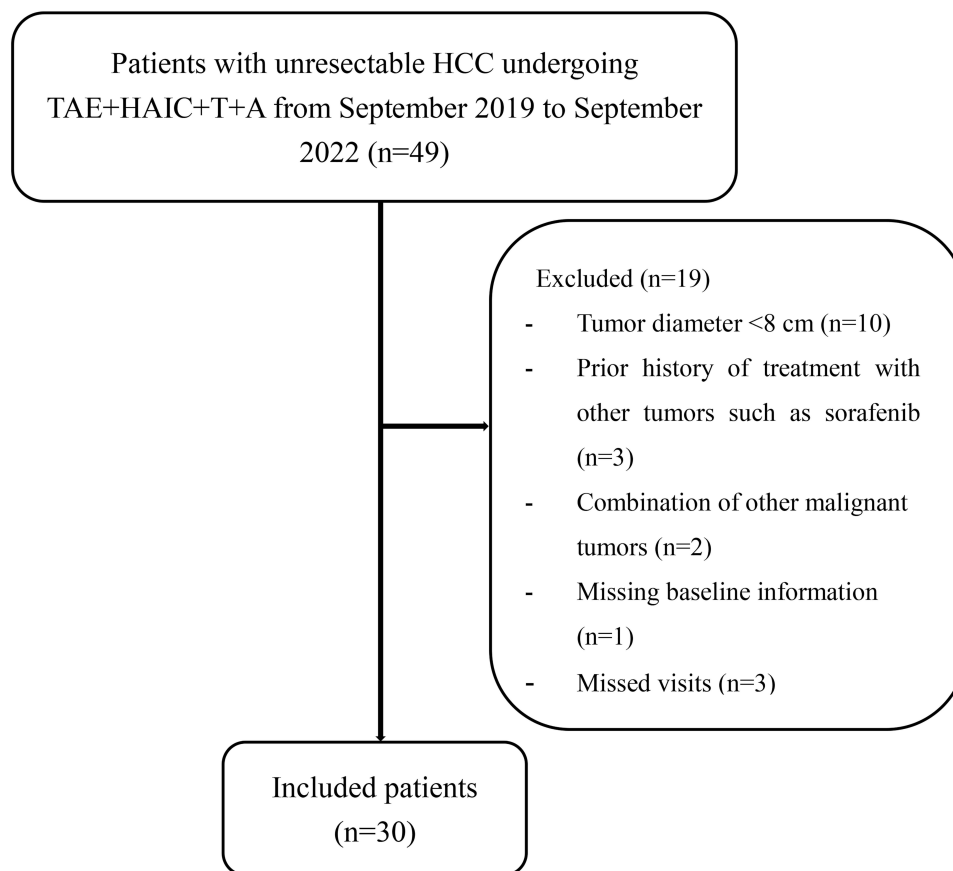 Patients with unresectable HCC undergoing
TAE+HAIC+T+A from September 2019 to September
2022 (n=49)
Excluded (n=19)
- Tumor diameter <8 cm (n=10)
- Prior history of treatment with
other tumors such as sorafenib
(n=3)
- Combination of other malignant
tumors (n=2)
- Missing baseline information
(n=1)
- Missed visits (n=3)
Included patients
(n=30)